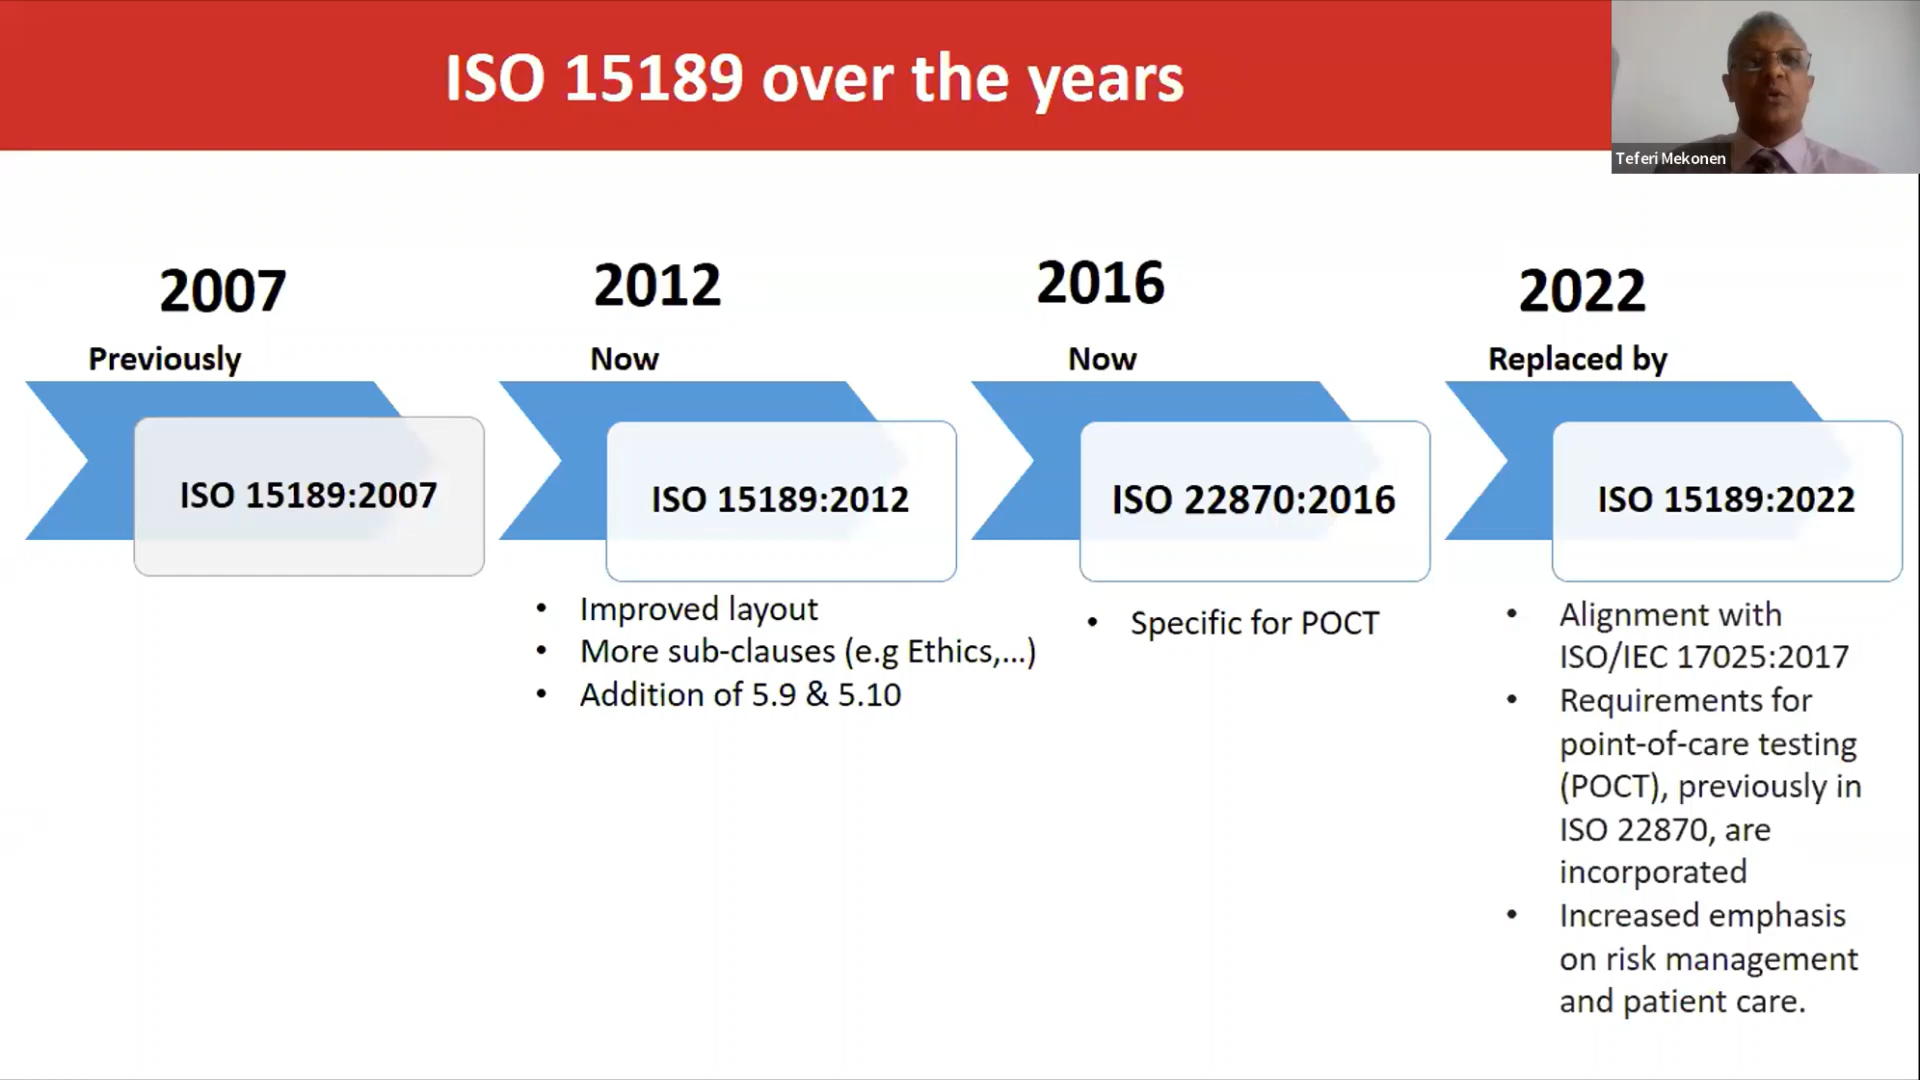 ISO 15189 over the years
Teferi Mekonen
2007
Previously
ISO 15189:2007
2012
Now
ISO 15189:2012
• Improved layout
• More sub-clauses (e.g Ethics,...)
• Addition of 5.9 & 5.10
2016
Now
ISO 22870:2016
• Specific for POCT
2022
Replaced by
ISO 15189:2022
• Alignment with
ISO/IEC 17025:2017
• Requirements for
point-of-care testing
(POCT), previously in
ISO 22870, are
incorporated
• Increased emphasis
on risk management
and patient care.